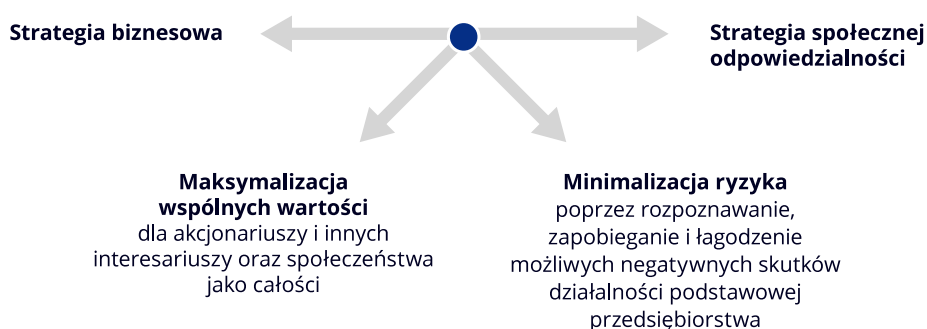 Strategia biznesowa
Strategia społecznej
odpowiedzialności
Maksymalizacja
wspólnych wartości
dla akcjonariuszy i innych
interesariuszy oraz społeczeństwa
jako całości
Minimalizacja ryzyka
poprzez rozpoznawanie,
zapobieganie i łagodzenie
możliwych negatywnych skutków
działalności podstawowej
przedsiębiorstwa